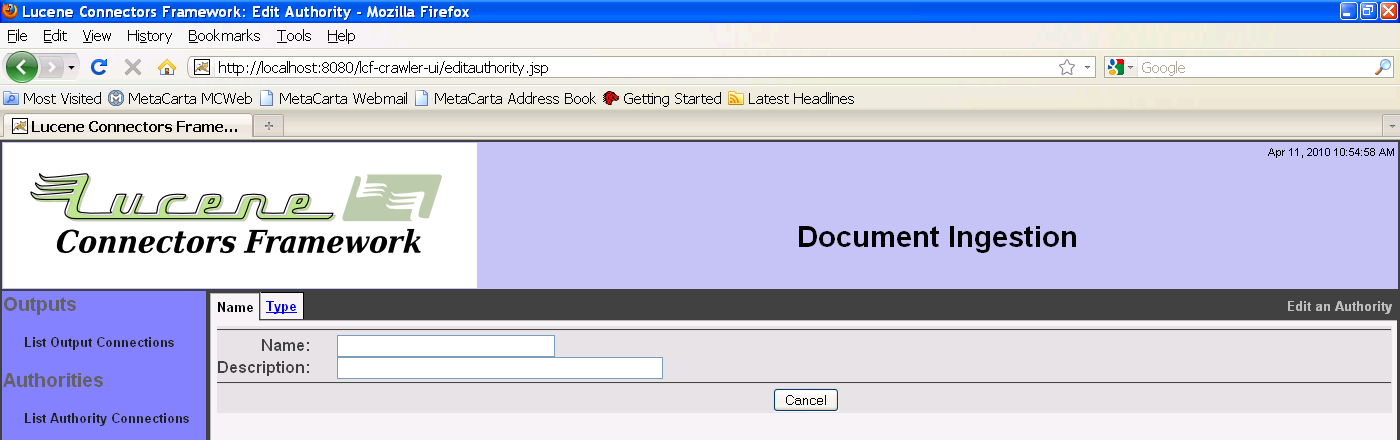 Lucene Connectors Framework: Edit Authority - Mozilla Firefox
File Edit View History Bookmarks Tools Help
http://localhost:8080/lcf-crawler-ui/editauthority.jsp Google
Most Visited MetaCarta MCWeb MetaCarta Webmail MetaCarta Address Book Getting Started Latest Headlines
Lucene Connectors Frame...
Apr 11, 2010 10:54:58 AM
Lucene
Connectors Framework
Document Ingestion
Outputs
List Output Connections
Authorities
List Authority Connections
Name Type Edit an Authority
Name:
Description:
Cancel